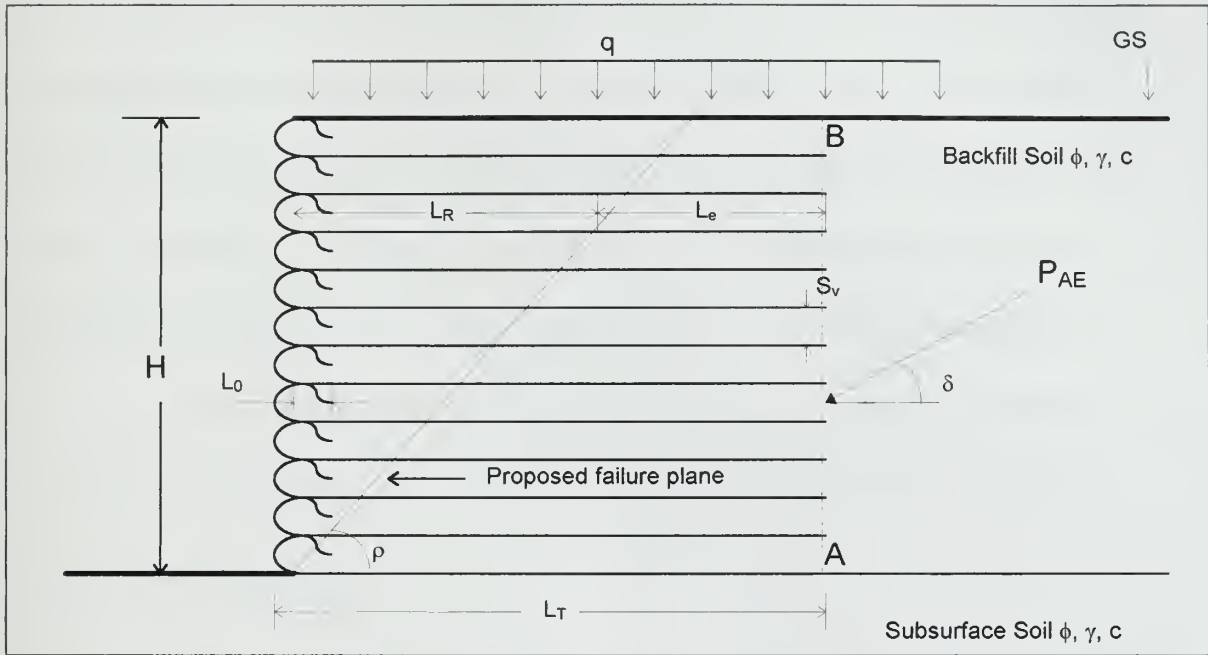 q
GS
B
Backfill Soil ϕ, γ, c
L_R
L_e
P_AE
S_v
H
L_0
δ
Proposed failure plane
ρ
A
L_T
Subsurface Soil ϕ, γ, c